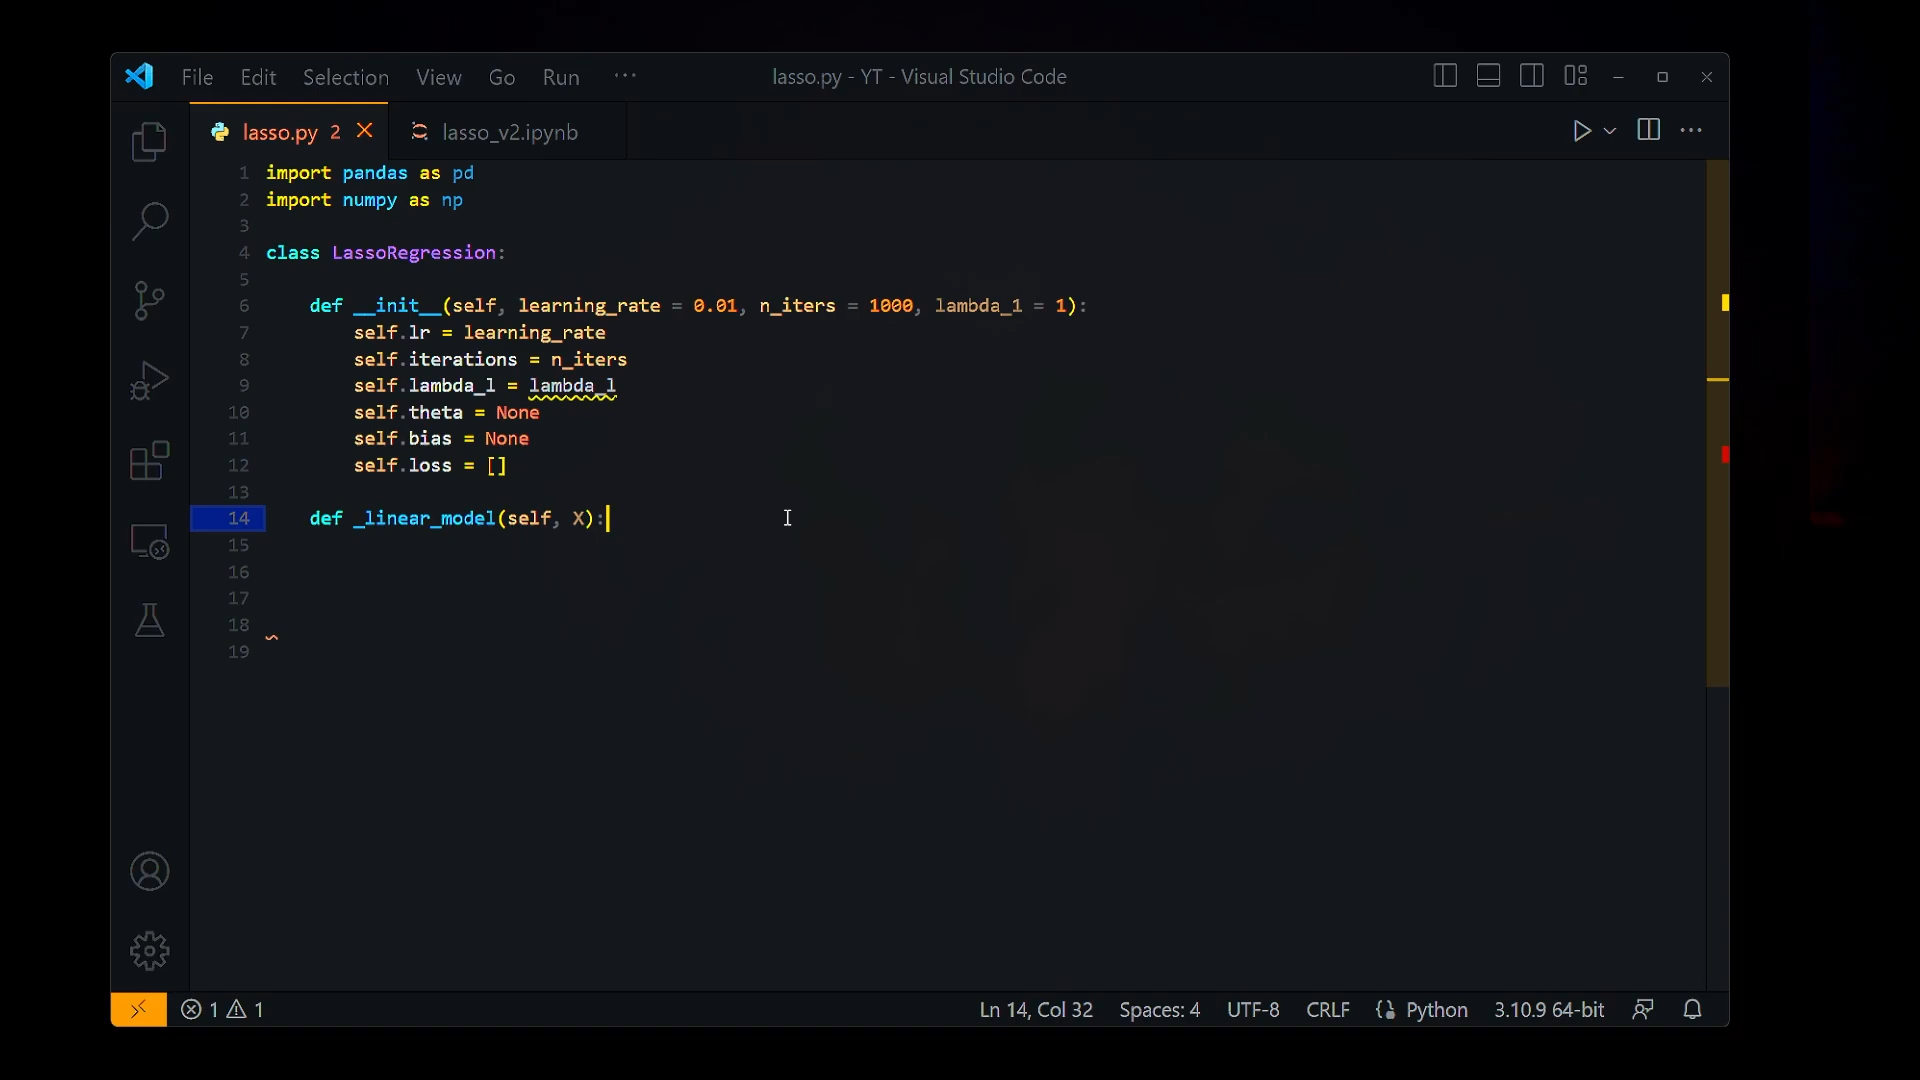 File Edit Selection View Go Run ···
lasso.py - YT - Visual Studio Code
lasso.py 2
lasso_v2.ipynb
1 import pandas as pd
2 import numpy as np
3
4 class LassoRegression:
5
6 def __init__(self, learning_rate = 0.01, n_iters = 1000, lambda_1 = 1):
7 self.lr = learning_rate
8 self.iterations = n_iters
9 self.lambda_l = lambda_l
10 self.theta = None
11 self.bias = None
12 self.loss = []
13
14 def _linear_model(self, X):
15
16
17
18
19
1 1
Ln 14, Col 32 Spaces: 4 UTF-8 CRLF Python 3.10.9 64-bit